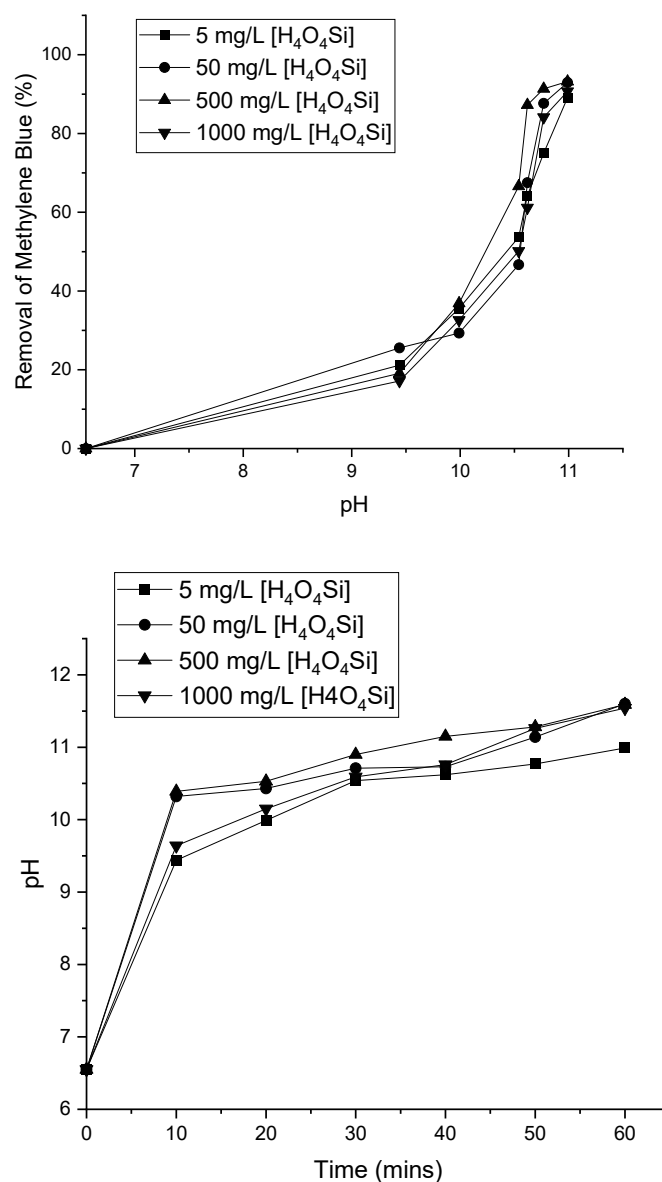 5 mg/L [H₄O₄Si]
50 mg/L [H₄O₄Si]
500 mg/L [H₄O₄Si]
1000 mg/L [H₄O₄Si]
Removal of Methylene Blue (%)
100
80
60
40
20
0
7 8 9 10 11
pH
5 mg/L [H₄O₄Si]
50 mg/L [H₄O₄Si]
500 mg/L [H₄O₄Si]
1000 mg/L [H4O₄Si]
pH
12
11
10
9
8
7
6
0 10 20 30 40 50 60
Time (mins)